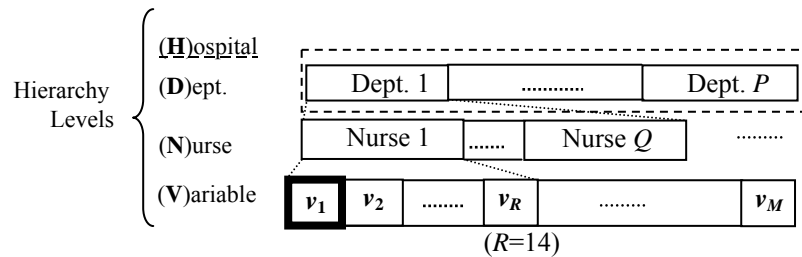 (H)ospital
(D)ept. Dept. 1 ............ Dept. P
Hierarchy Levels
(N)urse Nurse 1 ....... Nurse Q .........
(V)ariable v1 v2 ........ vR ......... vM
(R=14)